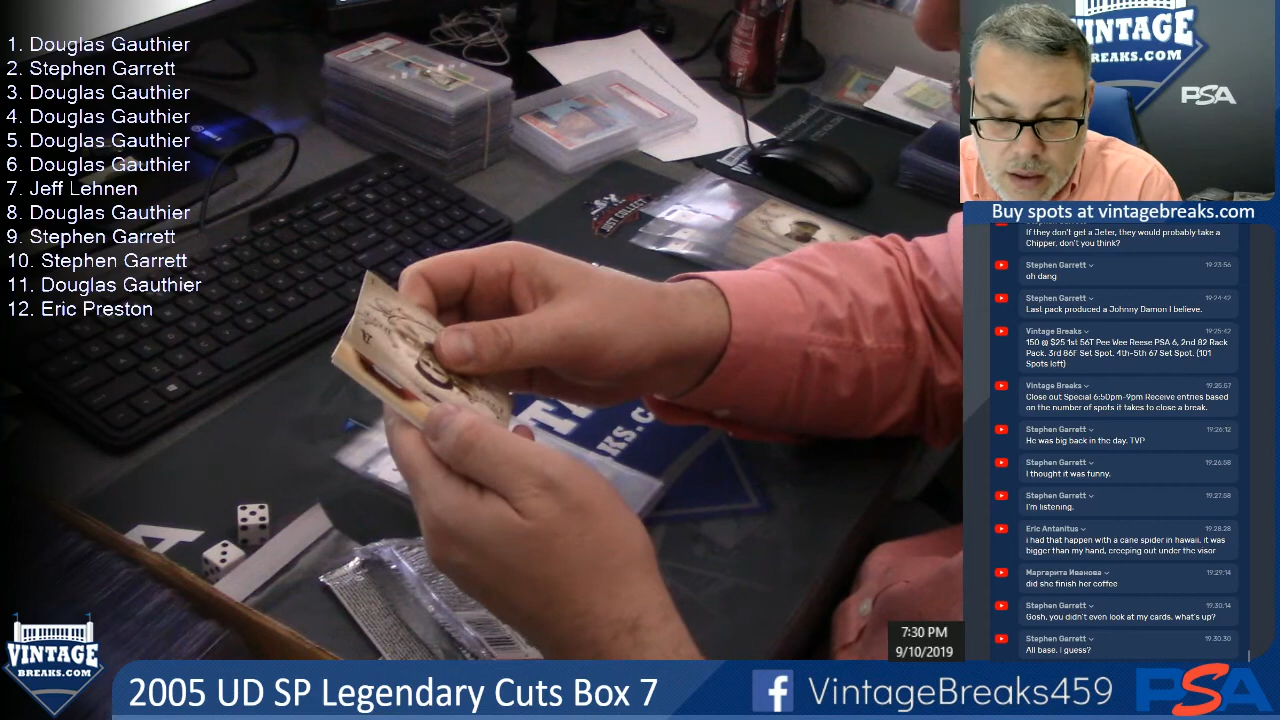 1. Douglas Gauthier
2. Stephen Garrett
3. Douglas Gauthier
4. Douglas Gauthier
5. Douglas Gauthier
6. Douglas Gauthier
7. Jeff Lehnen
8. Douglas Gauthier
9. Stephen Garrett
10. Stephen Garrett
11. Douglas Gauthier
12. Eric Preston
JUST COLLECT
VINTAGE
BREAKS.COM
PSA
Buy spots at vintagebreaks.com
If they don't get a Jeter, they would probably take a
Chipper. don't you think?
Stephen Garrett 19:23:56
oh dang
Stephen Garrett 19:24:42
Last pack produced a Johnny Damon I believe.
Vintage Breaks 19:25:42
150 @ $25 1st 56T Pee Wee Reese PSA 6, 2nd 82 Rack
Pack. 3rd 86F Set Spot. 4th-5th 67 Set Spot. (101
Spots left)
Vintage Breaks 19:25:57
Close out Special 6:50pm-9pm Receive entries based
on the number of spots it takes to close a break.
Stephen Garrett 19:26:12
He was big back in the day. TVP
Stephen Garrett 19:26:58
I thought it was funny.
Stephen Garrett 19:27:58
I'm listening.
Eric Antanitus 19:28:28
i had that happen with a cane spider in hawaii. it was
bigger than my hand, creeping out under the visor
Маргарита Иванова 19:29:14
did she finish her coffee
Stephen Garrett 19:30:14
Gosh, you didn't even look at my cards. what's up?
Stephen Garrett 19:30:30
All base, I guess?
7:30 PM
9/10/2019
VINTAGE
BREAKS.COM
2005 UD SP Legendary Cuts Box 7
VintageBreaks459
PSA